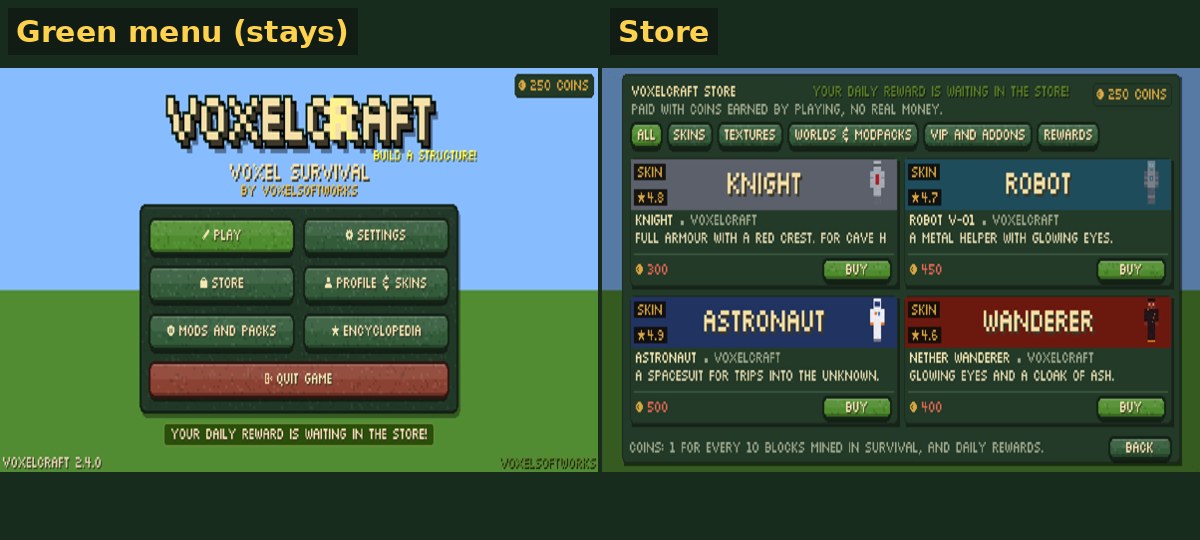 Green menu (stays)
250 COINS
VOXELCRAFT
BUILD A STRUCTURE!
VOXEL SURVIVAL
BY VOXELSOFTWORKS
PLAY
SETTINGS
STORE
PROFILE & SKINS
MODS AND PACKS
ENCYCLOPEDIA
QUIT GAME
YOUR DAILY REWARD IS WAITING IN THE STORE!
VOXELCRAFT 2.4.0
VOXELSOFTWORKS
Store
VOXELCRAFT STORE
YOUR DAILY REWARD IS WAITING IN THE STORE!
250 COINS
PAID WITH COINS EARNED BY PLAYING, NO REAL MONEY.
ALL
SKINS
TEXTURES
WORLDS & MODPACKS
VIP AND ADDONS
REWARDS
SKIN
★4.8
KNIGHT
KNIGHT . VOXELCRAFT
FULL ARMOUR WITH A RED CREST. FOR CAVE H
300
BUY
SKIN
★4.7
ROBOT
ROBOT V-01 . VOXELCRAFT
A METAL HELPER WITH GLOWING EYES.
450
BUY
SKIN
★4.9
ASTRONAUT
ASTRONAUT . VOXELCRAFT
A SPACESUIT FOR TRIPS INTO THE UNKNOWN.
500
BUY
SKIN
★4.6
WANDERER
NETHER WANDERER . VOXELCRAFT
GLOWING EYES AND A CLOAK OF ASH.
400
BUY
COINS: 1 FOR EVERY 10 BLOCKS MINED IN SURVIVAL, AND DAILY REWARDS.
BACK